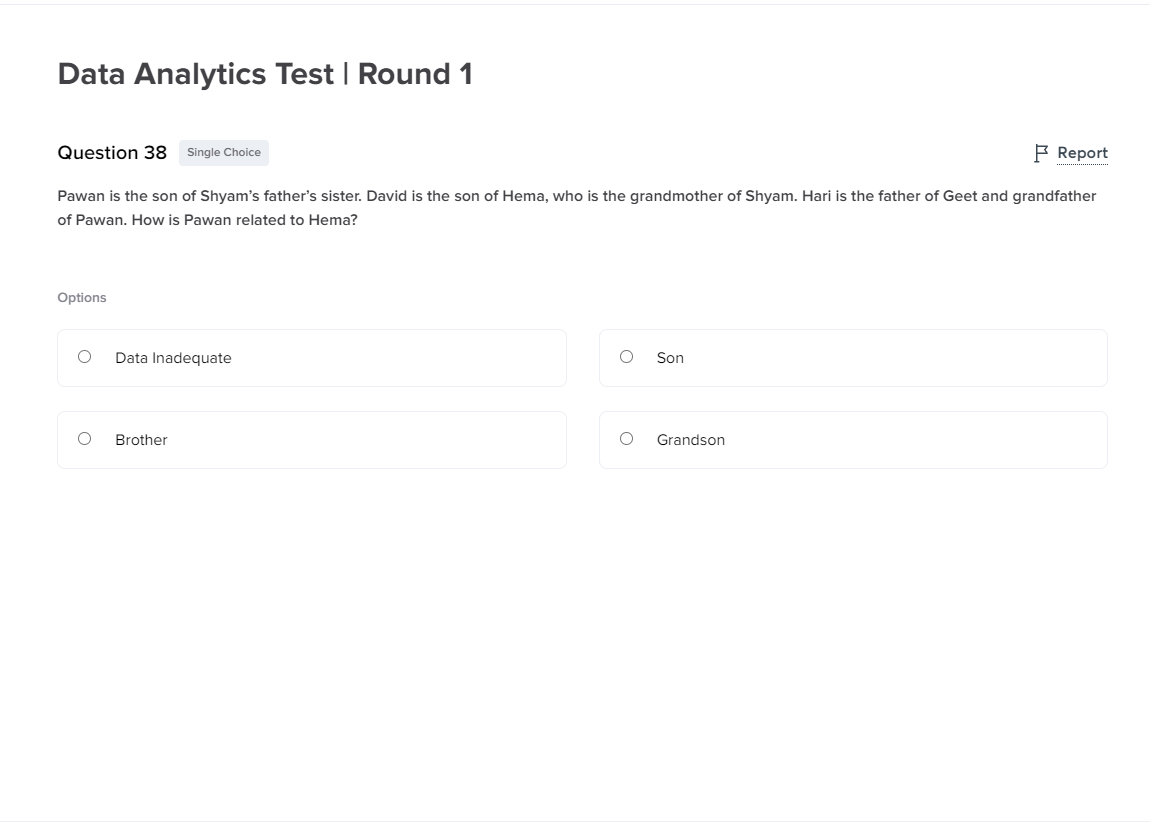 Data Analytics Test | Round 1
Question 38 Single Choice Report
Pawan is the son of Shyam’s father’s sister. David is the son of Hema, who is the grandmother of Shyam. Hari is the father of Geet and grandfather
of Pawan. How is Pawan related to Hema?
Options
Data Inadequate
Son
Brother
Grandson